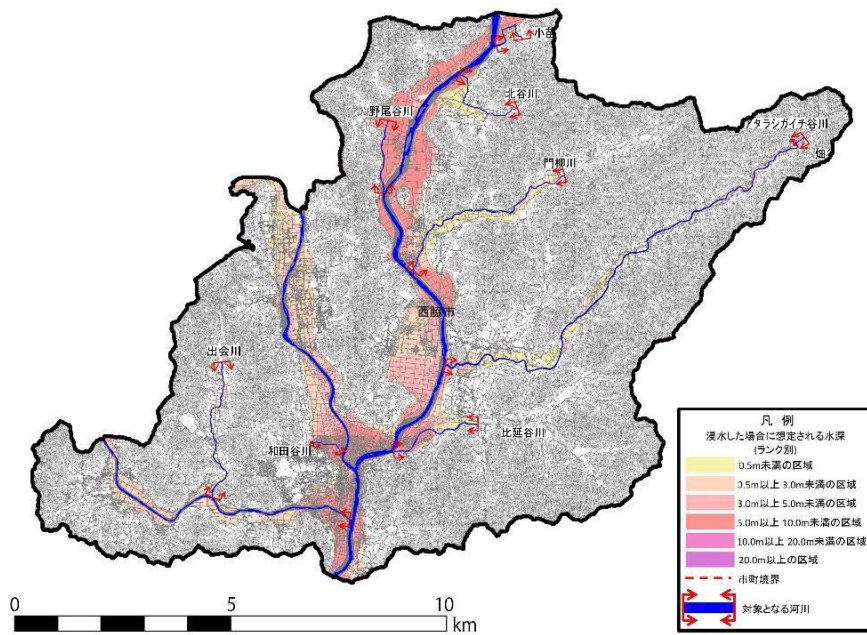 小苗
北谷川
野尾谷川
アタラシガイチ谷川
畑
門柳川
西脇市
出会川
比延谷川
和田谷川
凡 例
浸水した場合に想定される水深
(ランク別)
0.5m未満の区域
0.5m以上 3.0m未満の区域
3.0m以上 5.0m未満の区域
5.0m以上 10.0m未満の区域
10.0m以上 20.0m未満の区域
20.0m以上の区域
市町境界
対象となる河川
0 5 10
km